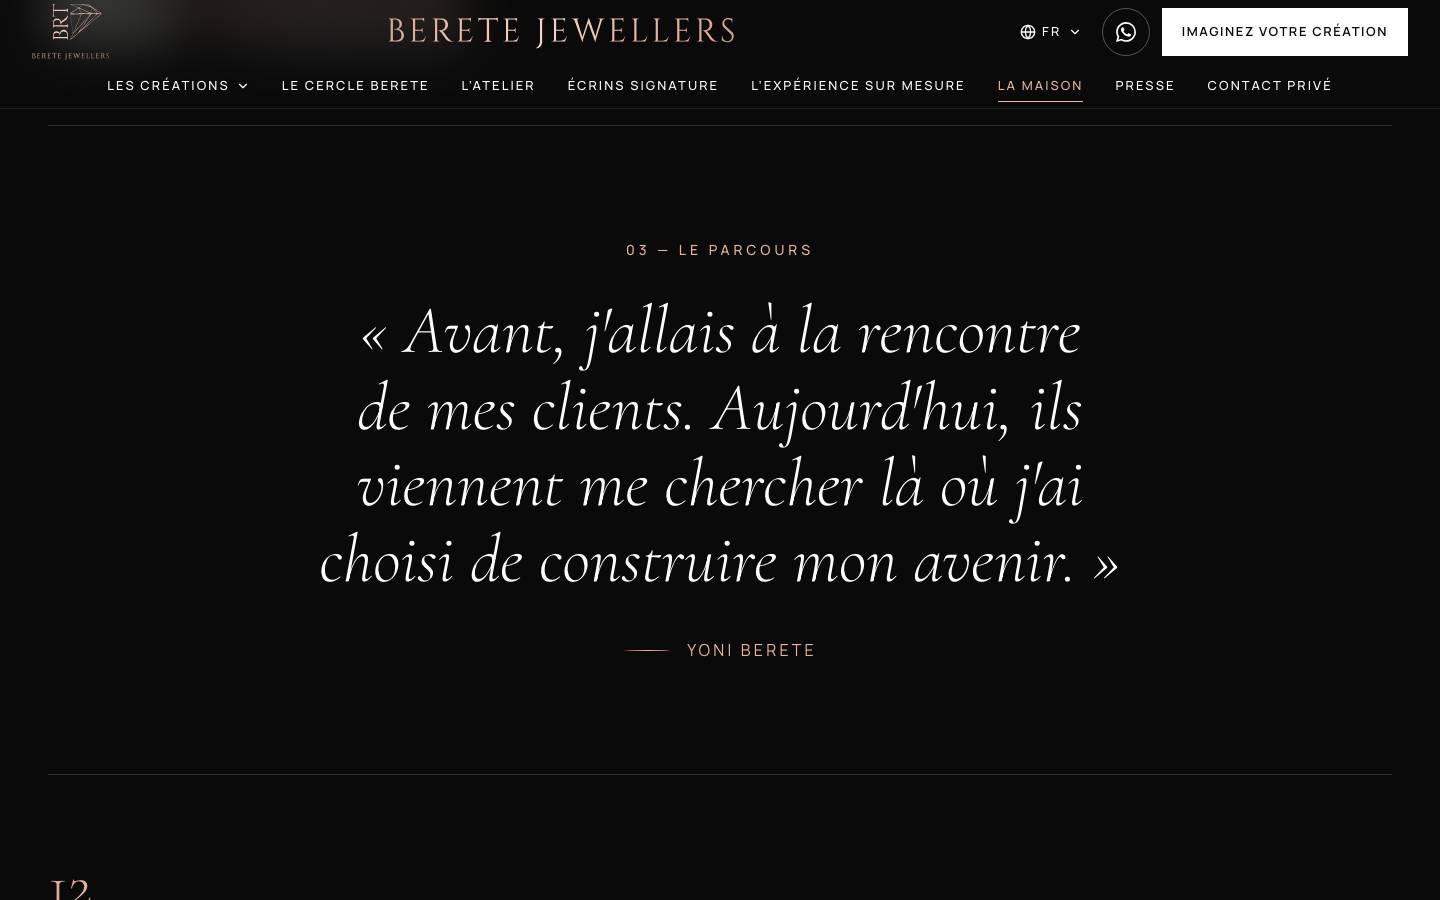 BRT
BERETE JEWELLERS
BERETE JEWELLERS
FR
IMAGINEZ VOTRE CRÉATION
LES CRÉATIONS
LE CERCLE BERETE
L'ATELIER
ÉCRINS SIGNATURE
L'EXPÉRIENCE SUR MESURE
LA MAISON
PRESSE
CONTACT PRIVÉ
03 — LE PARCOURS
« Avant, j'allais à la rencontre
de mes clients. Aujourd'hui, ils
viennent me chercher là où j'ai
choisi de construire mon avenir. »
YONI BERETE
12